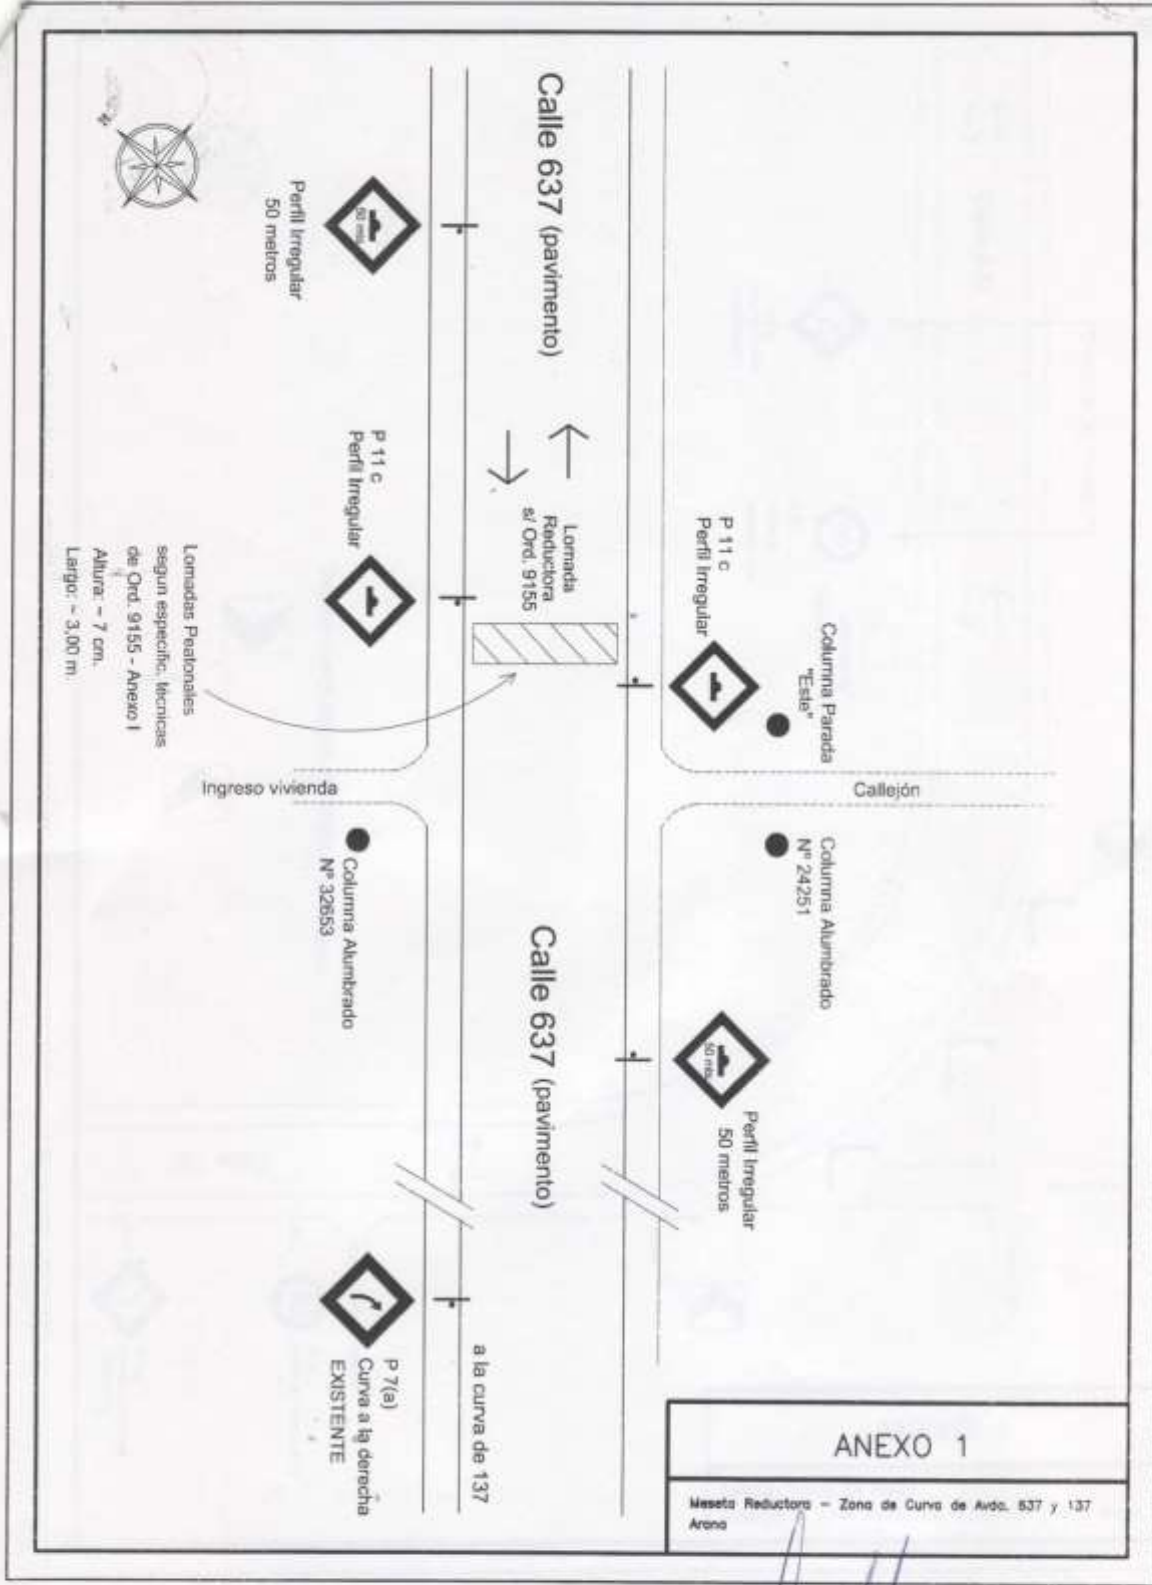 Calle 637 (pavimento)
Perfil Irregular
50 metros
50 mts.
P 11 c
Perfil Irregular
Lomada
Reductora
s/ Ord. 9155
P 11 c
Perfil Irregular
Columna Parada
"Este"
Lomadas Peatonales
segun especific. técnicas
de Ord. 9155 - Anexo I
Altura: ~ 7 cm.
Largo: ~ 3,00 m
Ingreso vivienda
Callejón
Columna Alumbrado
Nº 32653
Columna Alumbrado
Nº 24251
Calle 637 (pavimento)
50 mts.
Perfil Irregular
50 metros
P 7(a)
Curva a la derecha
EXISTENTE
a la curva de 137
ANEXO 1
Meseta Reductora - Zona de Curva de Avda. 637 y 137
Arana